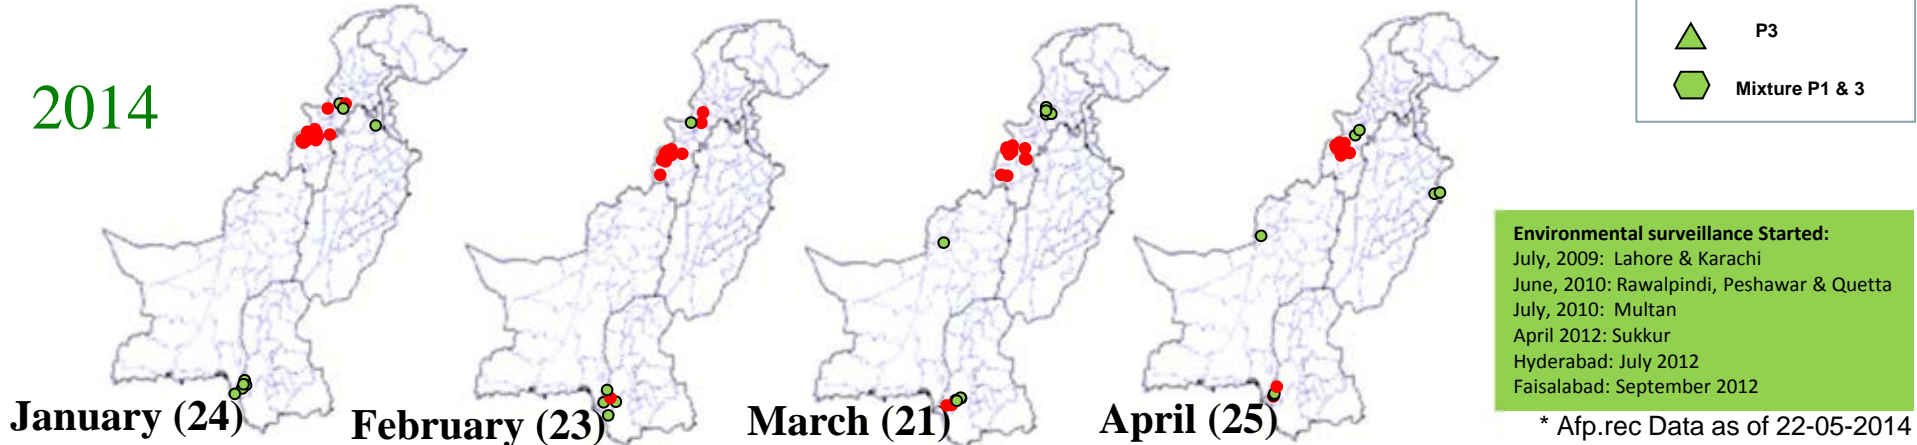 2014
P3
Mixture P1 & 3
Environmental surveillance Started:
July, 2009: Lahore & Karachi
June, 2010: Rawalpindi, Peshawar & Quetta
July, 2010: Multan
April 2012: Sukkur
Hyderabad: July 2012
Faisalabad: September 2012
January (24)
February (23)
March (21)
April (25)
* Afp.rec Data as of 22-05-2014